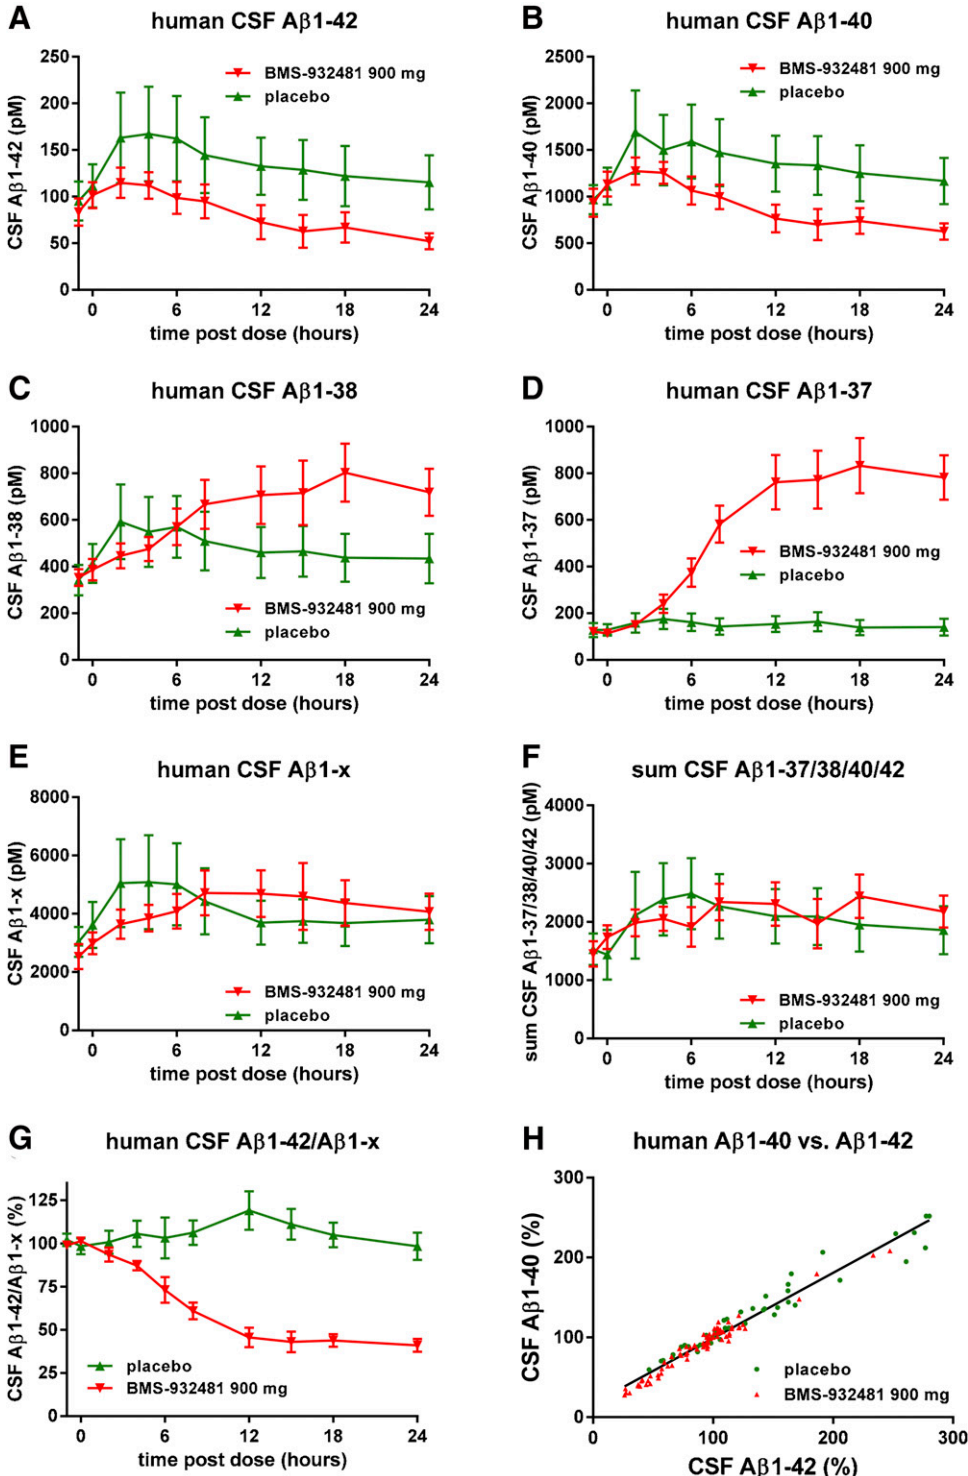 A human CSF Aβ1-42
CSF Aβ1-42 (pM)
250
200
150
100
50
0
BMS-932481 900 mg
placebo
0 6 12 18 24
time post dose (hours)
B human CSF Aβ1-40
CSF Aβ1-40 (pM)
2500
2000
1500
1000
500
0
BMS-932481 900 mg
placebo
0 6 12 18 24
time post dose (hours)
C human CSF Aβ1-38
CSF Aβ1-38 (pM)
1000
800
600
400
200
0
BMS-932481 900 mg
placebo
0 6 12 18 24
time post dose (hours)
D human CSF Aβ1-37
CSF Aβ1-37 (pM)
1000
800
600
400
200
0
BMS-932481 900 mg
placebo
0 6 12 18 24
time post dose (hours)
E human CSF Aβ1-x
CSF Aβ1-x (pM)
8000
6000
4000
2000
0
BMS-932481 900 mg
placebo
0 6 12 18 24
time post dose (hours)
F sum CSF Aβ1-37/38/40/42
sum CSF Aβ1-37/38/40/42 (pM)
4000
3000
2000
1000
0
BMS-932481 900 mg
placebo
0 6 12 18 24
time post dose (hours)
G human CSF Aβ1-42/Aβ1-x
CSF Aβ1-42/Aβ1-x (%)
125
100
75
50
25
0
placebo
BMS-932481 900 mg
0 6 12 18 24
time post dose (hours)
H human Aβ1-40 vs. Aβ1-42
CSF Aβ1-40 (%)
300
200
100
0
placebo
BMS-932481 900 mg
0 100 200 300
CSF Aβ1-42 (%)